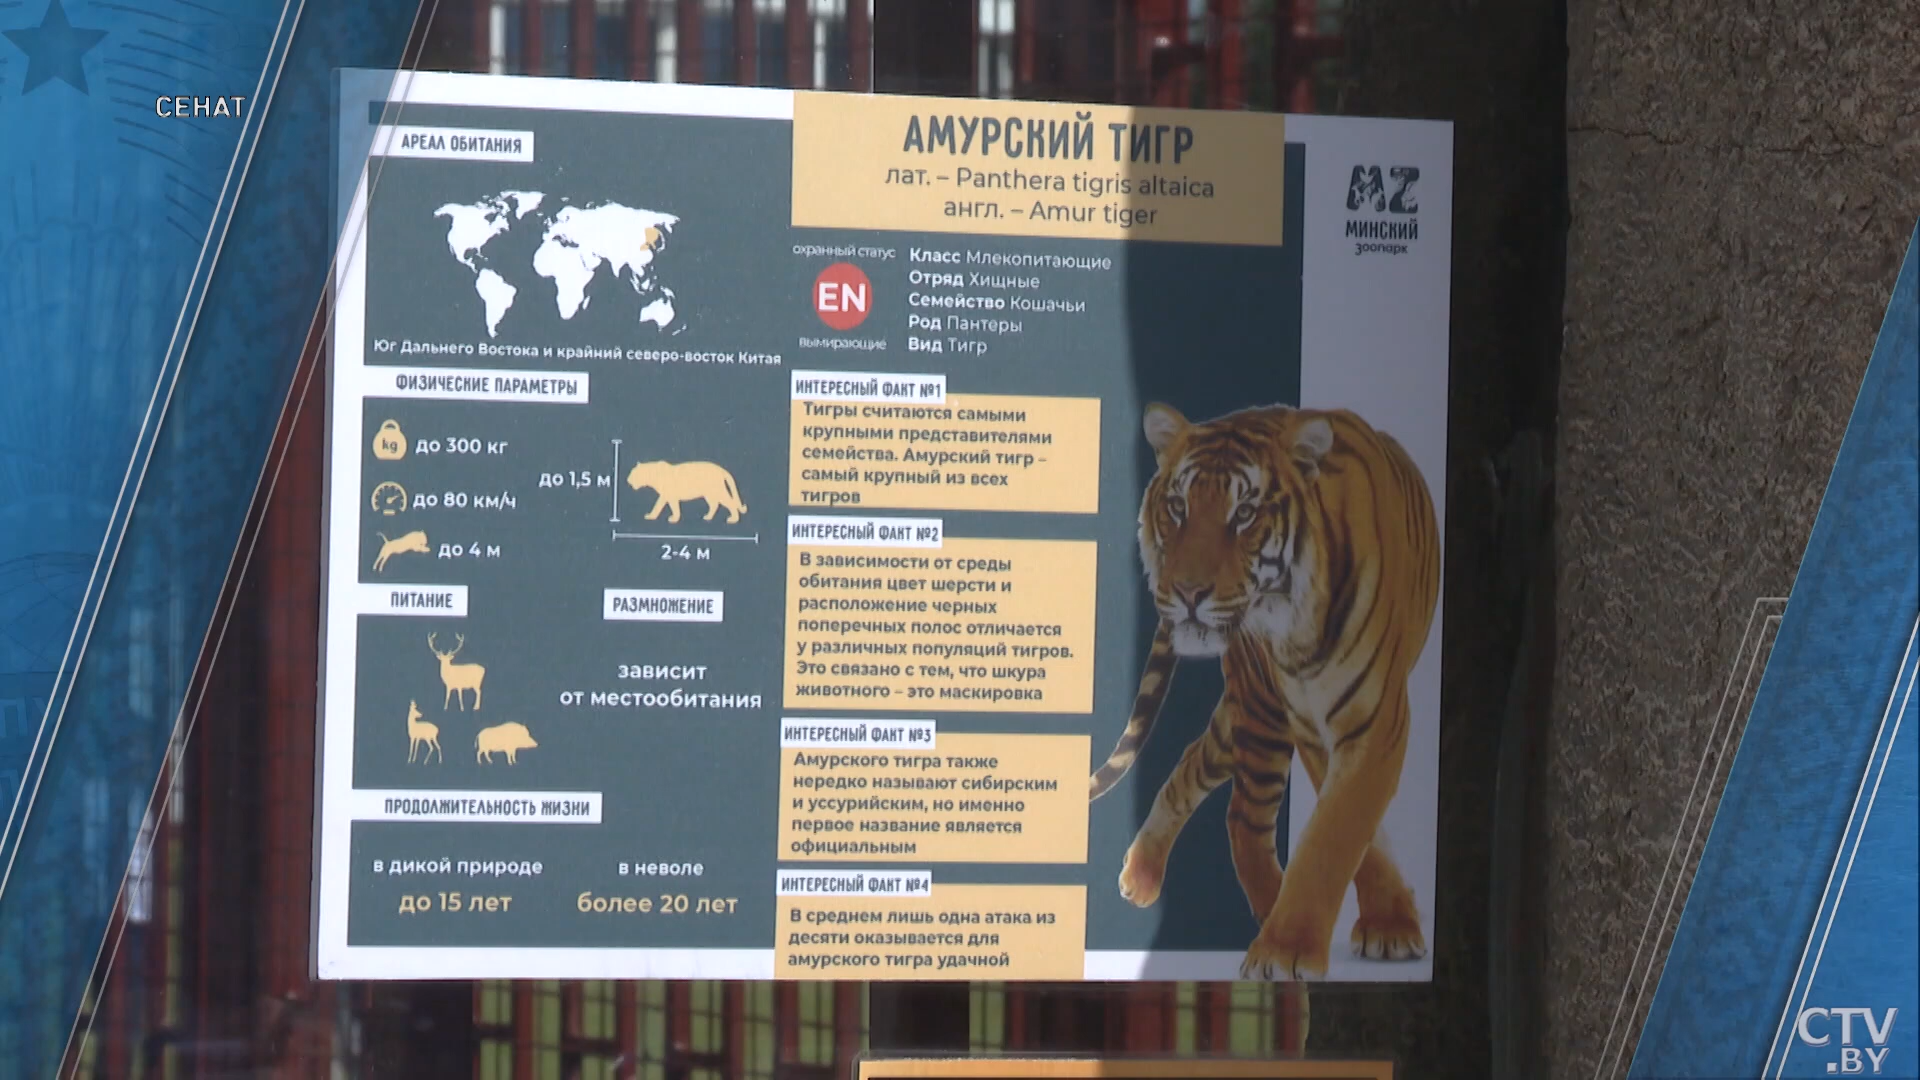 СЕНАТ
АРЕАЛ ОБИТАНИЯ
Юг Дальнего Востока и крайний северо-восток Китая
ФИЗИЧЕСКИЕ ПАРАМЕТРЫ
kg до 300 кг
до 80 км/ч
до 4 м
до 1,5 м
2-4 м
ПИТАНИЕ
РАЗМНОЖЕНИЕ
зависит
от местообитания
ПРОДОЛЖИТЕЛЬНОСТЬ ЖИЗНИ
в дикой природе
до 15 лет
в неволе
более 20 лет
АМУРСКИЙ ТИГР
лат. – Panthera tigris altaica
англ. – Amur tiger
охранный статус
EN
вымирающие
Класс Млекопитающие
Отряд Хищные
Семейство Кошачьи
Род Пантеры
Вид Тигр
ИНТЕРЕСНЫЙ ФАКТ №1
Тигры считаются самыми
крупными представителями
семейства. Амурский тигр –
самый крупный из всех
тигров
ИНТЕРЕСНЫЙ ФАКТ №2
В зависимости от среды
обитания цвет шерсти и
расположение черных
поперечных полос отличается
у различных популяций тигров.
Это связано с тем, что шкура
животного – это маскировка
ИНТЕРЕСНЫЙ ФАКТ №3
Амурского тигра также
нередко называют сибирским
и уссурийским, но именно
первое название является
официальным
ИНТЕРЕСНЫЙ ФАКТ №4
В среднем лишь одна атака из
десяти оказывается для
амурского тигра удачной
MZ
МИНСКИЙ
зоопарк
CTV
.BY